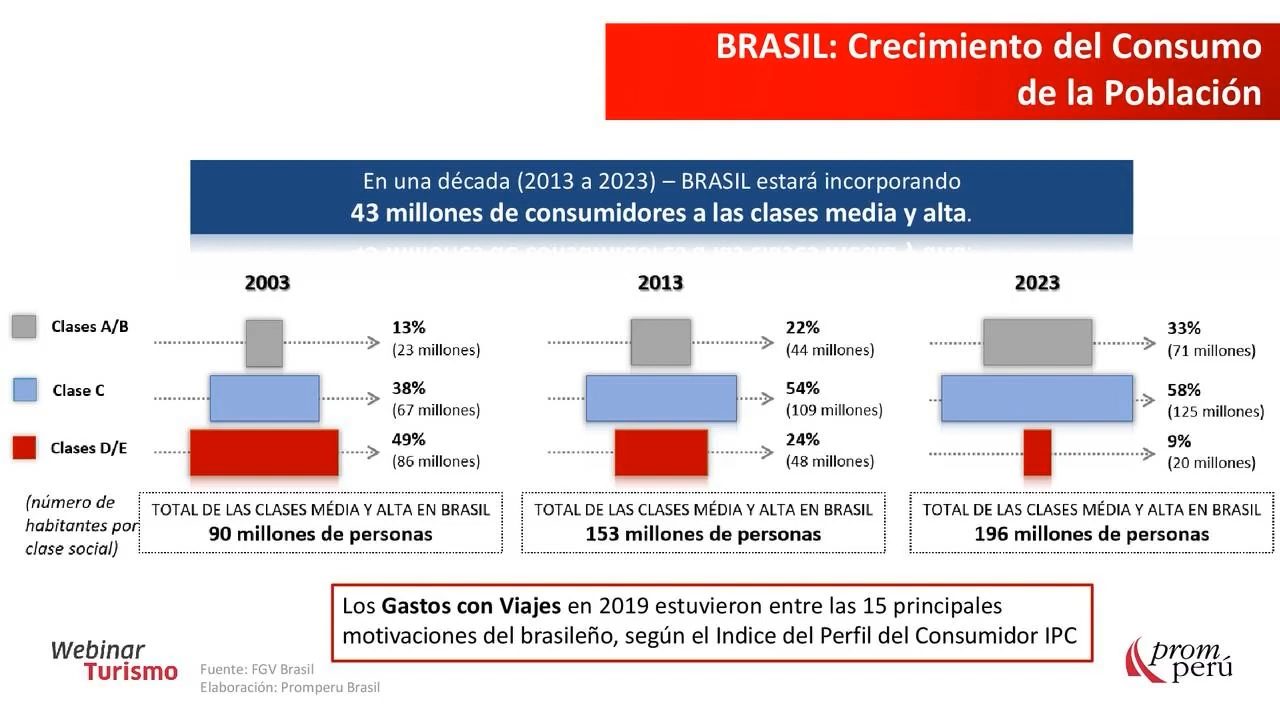 BRASIL: Crecimiento del Consumo
de la Población
En una década (2013 a 2023) – BRASIL estará incorporando
43 millones de consumidores a las clases media y alta.
2003
2013
2023
Clases A/B
13%
(23 millones)
22%
(44 millones)
33%
(71 millones)
Clase C
38%
(67 millones)
54%
(109 millones)
58%
(125 millones)
Clases D/E
49%
(86 millones)
24%
(48 millones)
9%
(20 millones)
(número de
habitantes por
clase social)
TOTAL DE LAS CLASES MÉDIA Y ALTA EN BRASIL
90 millones de personas
TOTAL DE LAS CLASES MÉDIA Y ALTA EN BRASIL
153 millones de personas
TOTAL DE LAS CLASES MÉDIA Y ALTA EN BRASIL
196 millones de personas
Los Gastos con Viajes en 2019 estuvieron entre las 15 principales
motivaciones del brasileño, según el Indice del Perfil del Consumidor IPC
Webinar
Turismo
Fuente: FGV Brasil
Elaboración: Promperu Brasil
prom
perú